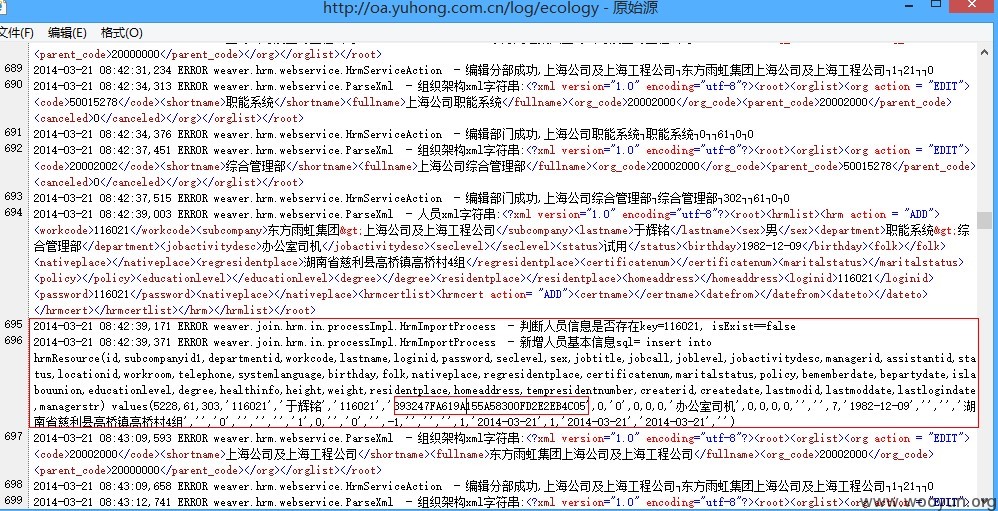 http://oa.yuhong.com.cn/log/ecology - 原始源
文件(F) 编辑(E) 格式(O)
<parent_code>20000000</parent_code></org></orglist></root>
689 2014-03-21 08:42:31,234 ERROR weaver.hrm.webservice.HrmServiceAction - 编辑分部成功,上海公司及上海工程公司┐东方雨虹集团上海公司及上海工程公司┐1┐21┐┐0
690 2014-03-21 08:42:34,313 ERROR weaver.hrm.webservice.ParseXml - 组织架构xml字符串:<?xml version="1.0" encoding="utf-8"?><root><orglist><org action = "EDIT">
<code>50015278</code><shortname>职能系统</shortname><fullname>上海公司职能系统</fullname><org_code>20002000</org_code><parent_code>20002000</parent_code>
<canceled>0</canceled></org></orglist></root>
691 2014-03-21 08:42:34,376 ERROR weaver.hrm.webservice.HrmServiceAction - 编辑部门成功,上海公司职能系统┐职能系统┐0┐┐61┐0┐0
692 2014-03-21 08:42:37,451 ERROR weaver.hrm.webservice.ParseXml - 组织架构xml字符串:<?xml version="1.0" encoding="utf-8"?><root><orglist><org action = "EDIT">
<code>20002002</code><shortname>综合管理部</shortname><fullname>上海公司综合管理部</fullname><org_code>20002000</org_code><parent_code>50015278</parent_code>
<canceled>0</canceled></org></orglist></root>
693 2014-03-21 08:42:37,515 ERROR weaver.hrm.webservice.HrmServiceAction - 编辑部门成功,上海公司综合管理部┐综合管理部┐302┐┐61┐0┐0
694 2014-03-21 08:42:39,003 ERROR weaver.hrm.webservice.ParseXml - 人员xml字符串:<?xml version="1.0" encoding="utf-8"?><root><hrmlist><hrm action = "ADD">
<workcode>116021</workcode><subcompany>东方雨虹集团&gt;上海公司及上海工程公司</subcompany><lastname>于辉铭</lastname><sex>男</sex><department>职能系统&gt;综
合管理部</department><jobactivitydesc>办公室司机</jobactivitydesc><seclevel></seclevel><status>试用</status><birthday>1982-12-09</birthday><folk></folk>
<nativeplace></nativeplace><regresidentplace>湖南省慈利县高桥镇高桥村4组</regresidentplace><certificatenum></certificatenum><maritalstatus></maritalstatus>
<policy></policy><educationlevel></educationlevel><degree></degree><residentplace></residentplace><homeaddress></homeaddress><loginid>116021</loginid>
<password>116021</password><nativeplace></nativeplace><hrmcertlist><hrmcert action= "ADD"><certname></certname><datefrom></datefrom><dateto></dateto>
</hrmcert></hrmcertlist></hrm></hrmlist></root>
695 2014-03-21 08:42:39,171 ERROR weaver.join.hrm.in.processImpl.HrmImportProcess - 判断人员信息是否存在key=116021, isExist==false
696 2014-03-21 08:42:39,371 ERROR weaver.join.hrm.in.processImpl.HrmImportProcess - 新增人员基本信息sql= insert into
hrmResource(id,subcompanyid1,departmentid,workcode,lastname,loginid,password,seclevel,sex,jobtitle,jobcall,joblevel,jobactivitydesc,managerid,assistantid,sta
tus,locationid,workroom,telephone,systemlanguage,birthday,folk,nativeplace,regresidentplace,certificatenum,maritalstatus,policy,bememberdate,bepartydate,isla
bouunion,educationlevel,degree,healthinfo,height,weight,residentplace,homeaddress,tempresidentnumber,createrid,createdate,lastmodid,lastmoddate,lastlogindate
,managerstr) values(5228,61,303,'116021','于辉铭','116021','B93247FA619A155A58300FD2E2EB4C05',0,'0',0,0,0,'办公室司机',0,0,0,0,'','',7,'1982-12-09','','','湖
南省慈利县高桥镇高桥村4组','','0','','','',1,0,'','0','',-1,'','','',1,'2014-03-21',1,'2014-03-21','2014-03-21','')
697 2014-03-21 08:43:09,593 ERROR weaver.hrm.webservice.ParseXml - 组织架构xml字符串:<?xml version="1.0" encoding="utf-8"?><root><orglist><org action = "EDIT">
<code>20002000</code><shortname>上海公司及上海工程公司</shortname><fullname>东方雨虹集团上海公司及上海工程公司</fullname><org_code>20002000</org_code>
<parent_code>20000000</parent_code></org></orglist></root>
698 2014-03-21 08:43:09,658 ERROR weaver.hrm.webservice.HrmServiceAction - 编辑分部成功,上海公司及上海工程公司┐东方雨虹集团上海公司及上海工程公司┐1┐21┐┐0
699 2014-03-21 08:43:12,741 ERROR weaver.hrm.webservice.ParseXml - 组织架构xml字符串:<?xml version="1.0" encoding="utf-8"?><root><orglist><org action = "EDIT">
www.wooyun.org